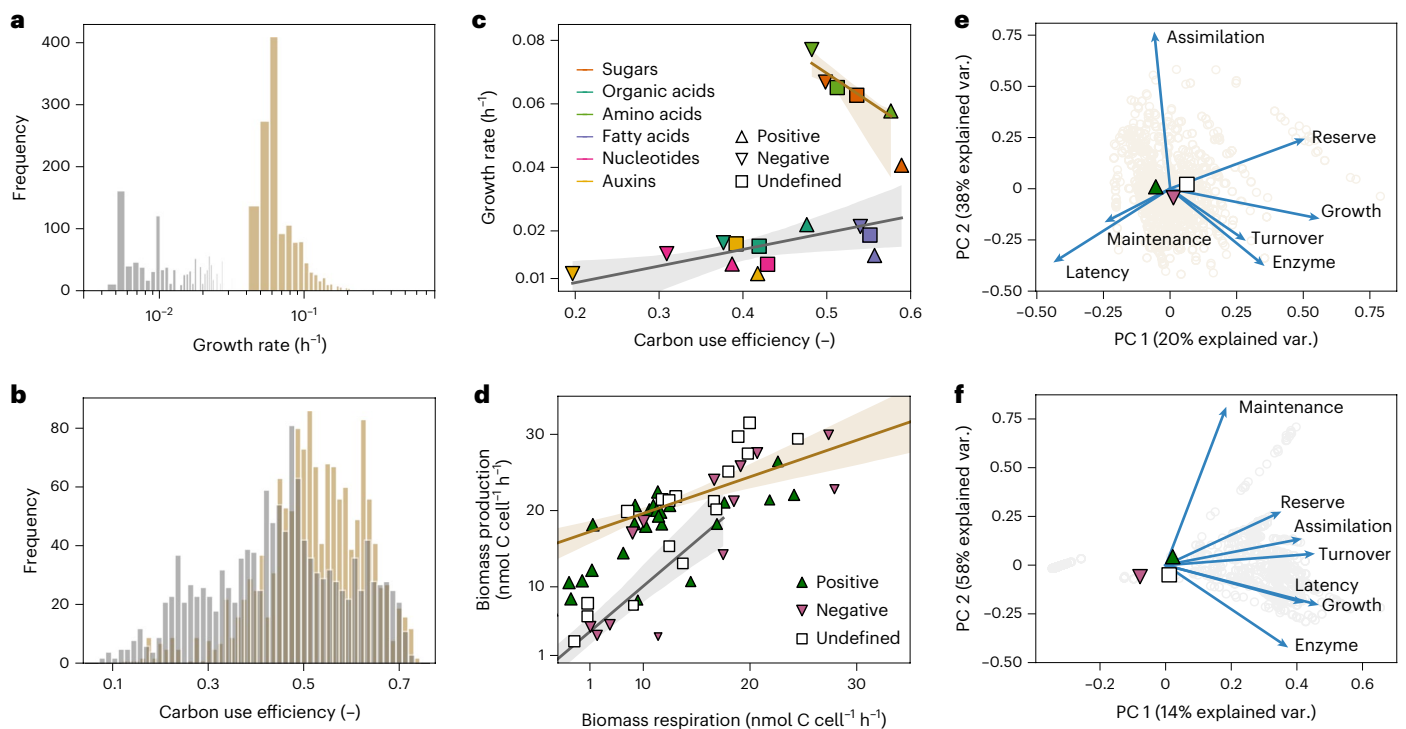 a
400
300
200
100
0
Frequency
10⁻²
10⁻¹
Growth rate (h⁻¹)
b
80
60
40
20
0
Frequency
0.1
0.3
0.5
0.7
Carbon use efficiency (–)
c
0.08
0.06
0.04
0.02
0.01
Growth rate (h⁻¹)
Sugars
Organic acids
Amino acids
Fatty acids
Nucleotides
Auxins
Positive
Negative
Undefined
0.2
0.3
0.4
0.5
0.6
Carbon use efficiency (–)
d
30
20
10
1
Biomass production
(nmol C cell⁻¹ h⁻¹)
Positive
Negative
Undefined
1
10
20
30
Biomass respiration (nmol C cell⁻¹ h⁻¹)
e
0.75
0.50
0.25
0
−0.25
−0.50
PC 2 (38% explained var.)
Assimilation
Reserve
Growth
Maintenance
Turnover
Enzyme
Latency
−0.50
−0.25
0
0.25
0.50
0.75
PC 1 (20% explained var.)
f
0.75
0.50
0.25
0
−0.25
−0.50
PC 2 (58% explained var.)
Maintenance
Reserve
Assimilation
Turnover
Latency
Growth
Enzyme
−0.2
0
0.2
0.4
0.6
PC 1 (14% explained var.)